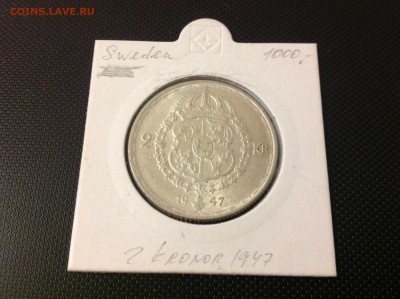 COINS.LAVE.RU
Sweden 1000,-
2 KR
19 47
2 kronor, 1947